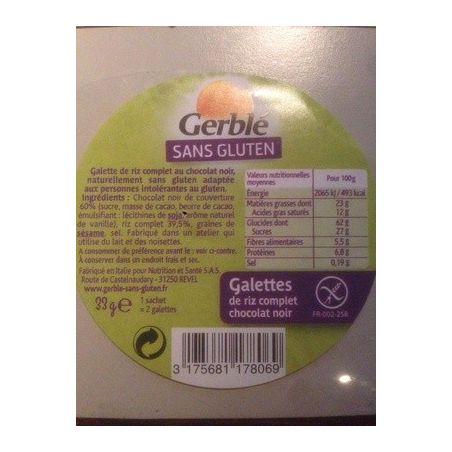 Gerblé
SANS GLUTEN
Galette de riz complet au chocolat noir,
naturellement sans gluten adaptée
aux personnes intolérantes au gluten.
Ingrédients : Chocolat noir de couverture
60% (sucre, masse de cacao, beurre de cacao,
émulsifiant : lécithines de soja, arôme naturel
de vanille), riz complet 39,5%, graines de
sésame, sel. Fabriqué dans un atelier qui
utilise du lait et des noisettes.
A consommer de préférence avant le : voir ci-contre.
À conserver dans un endroit frais et sec.
Fabriqué en Italie pour Nutrition et Santé S.A.S.
Route de Castelnaudary - 31250 REVEL
www.gerble-sans-gluten.fr
33g e 1 sachet
= 2 galettes
Valeurs nutritionnelles moyennes Pour 100g
Energie 2065 kJ / 493 kcal
Matières grasses dont 23 g
Acides gras saturés 12 g
Glucides dont 62 g
Sucres 27 g
Fibres alimentaires 5,5 g
Protéines 6,8 g
Sel 0,19 g
Galettes
de riz complet
chocolat noir
FR-002-258
3 175681 178069